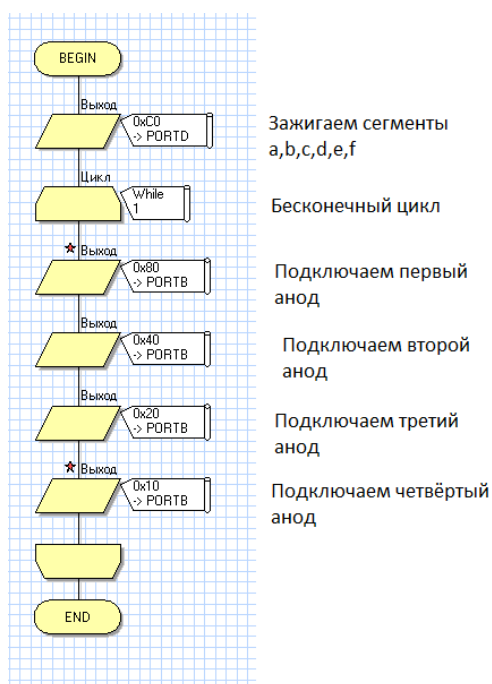 BEGIN
Выход
0xC0
-> PORTD
Зажигаем сегменты
a,b,c,d,e,f
Цикл
While
1
Бесконечный цикл
Выход
0x80
-> PORTB
Подключаем первый
анод
Выход
0x40
-> PORTB
Подключаем второй
анод
Выход
0x20
-> PORTB
Подключаем третий
анод
Выход
0x10
-> PORTB
Подключаем четвёртый
анод
END